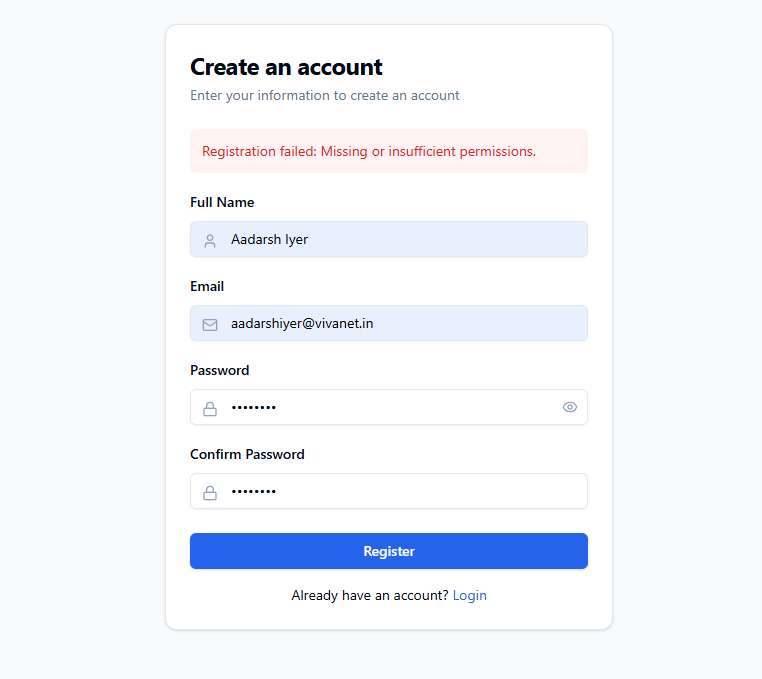 Create an account
Enter your information to create an account
Registration failed: Missing or insufficient permissions.
Full Name
Aadarsh Iyer
Email
aadarshiyer@vivanet.in
Password
••••••••
Confirm Password
••••••••
Register
Already have an account? Login